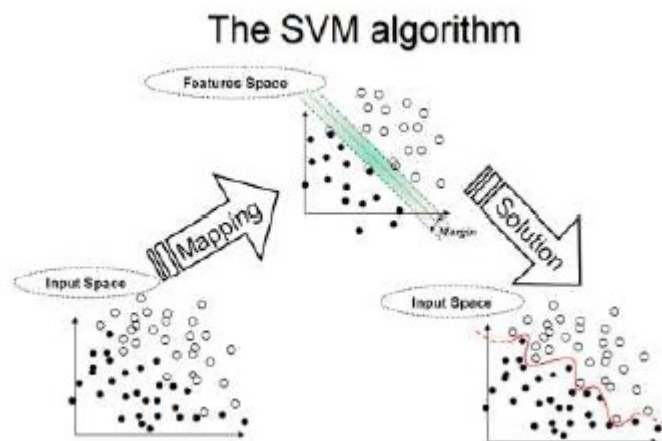 The SVM algorithm
Features Space
Margin
Mapping
Solution
Input Space
Input Space